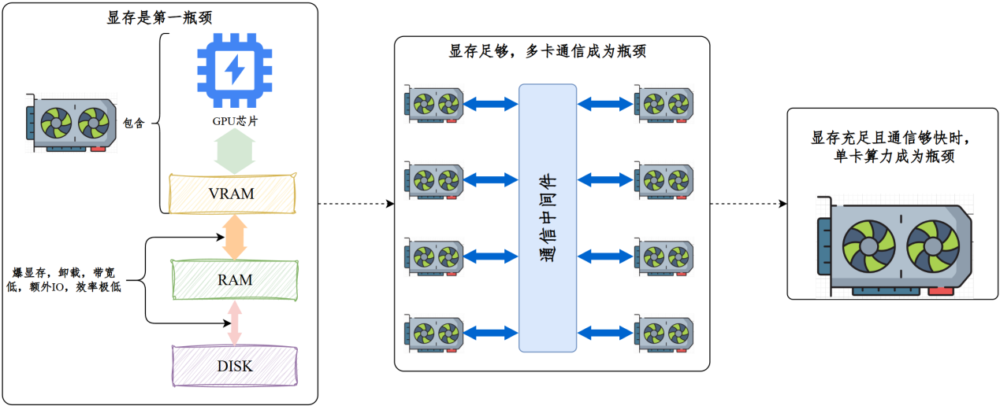 显存是第一瓶颈
包含
GPU芯片
VRAM
爆显存，卸载，带宽
低，额外IO，效率极低
RAM
DISK
显存足够，多卡通信成为瓶颈
通信中间件
显存充足且通信够快时，
单卡算力成为瓶颈